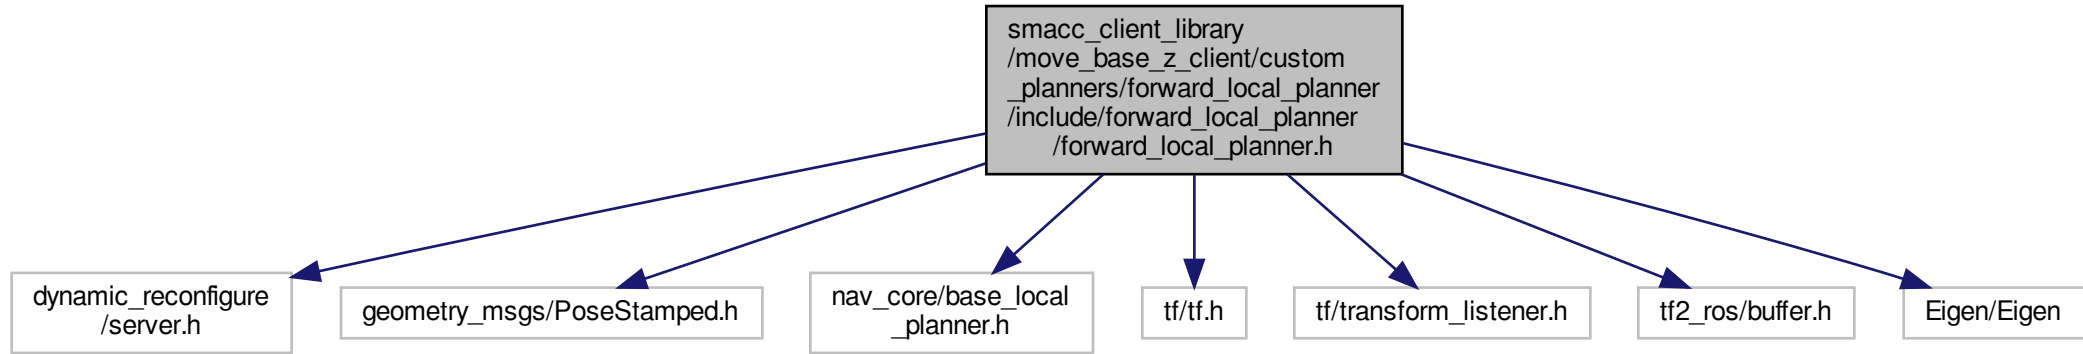 smacc_client_library
/move_base_z_client/custom
_planners/forward_local_planner
/include/forward_local_planner
/forward_local_planner.h
dynamic_reconfigure
/server.h
geometry_msgs/PoseStamped.h
nav_core/base_local
_planner.h
tf/tf.h
tf/transform_listener.h
tf2_ros/buffer.h
Eigen/Eigen